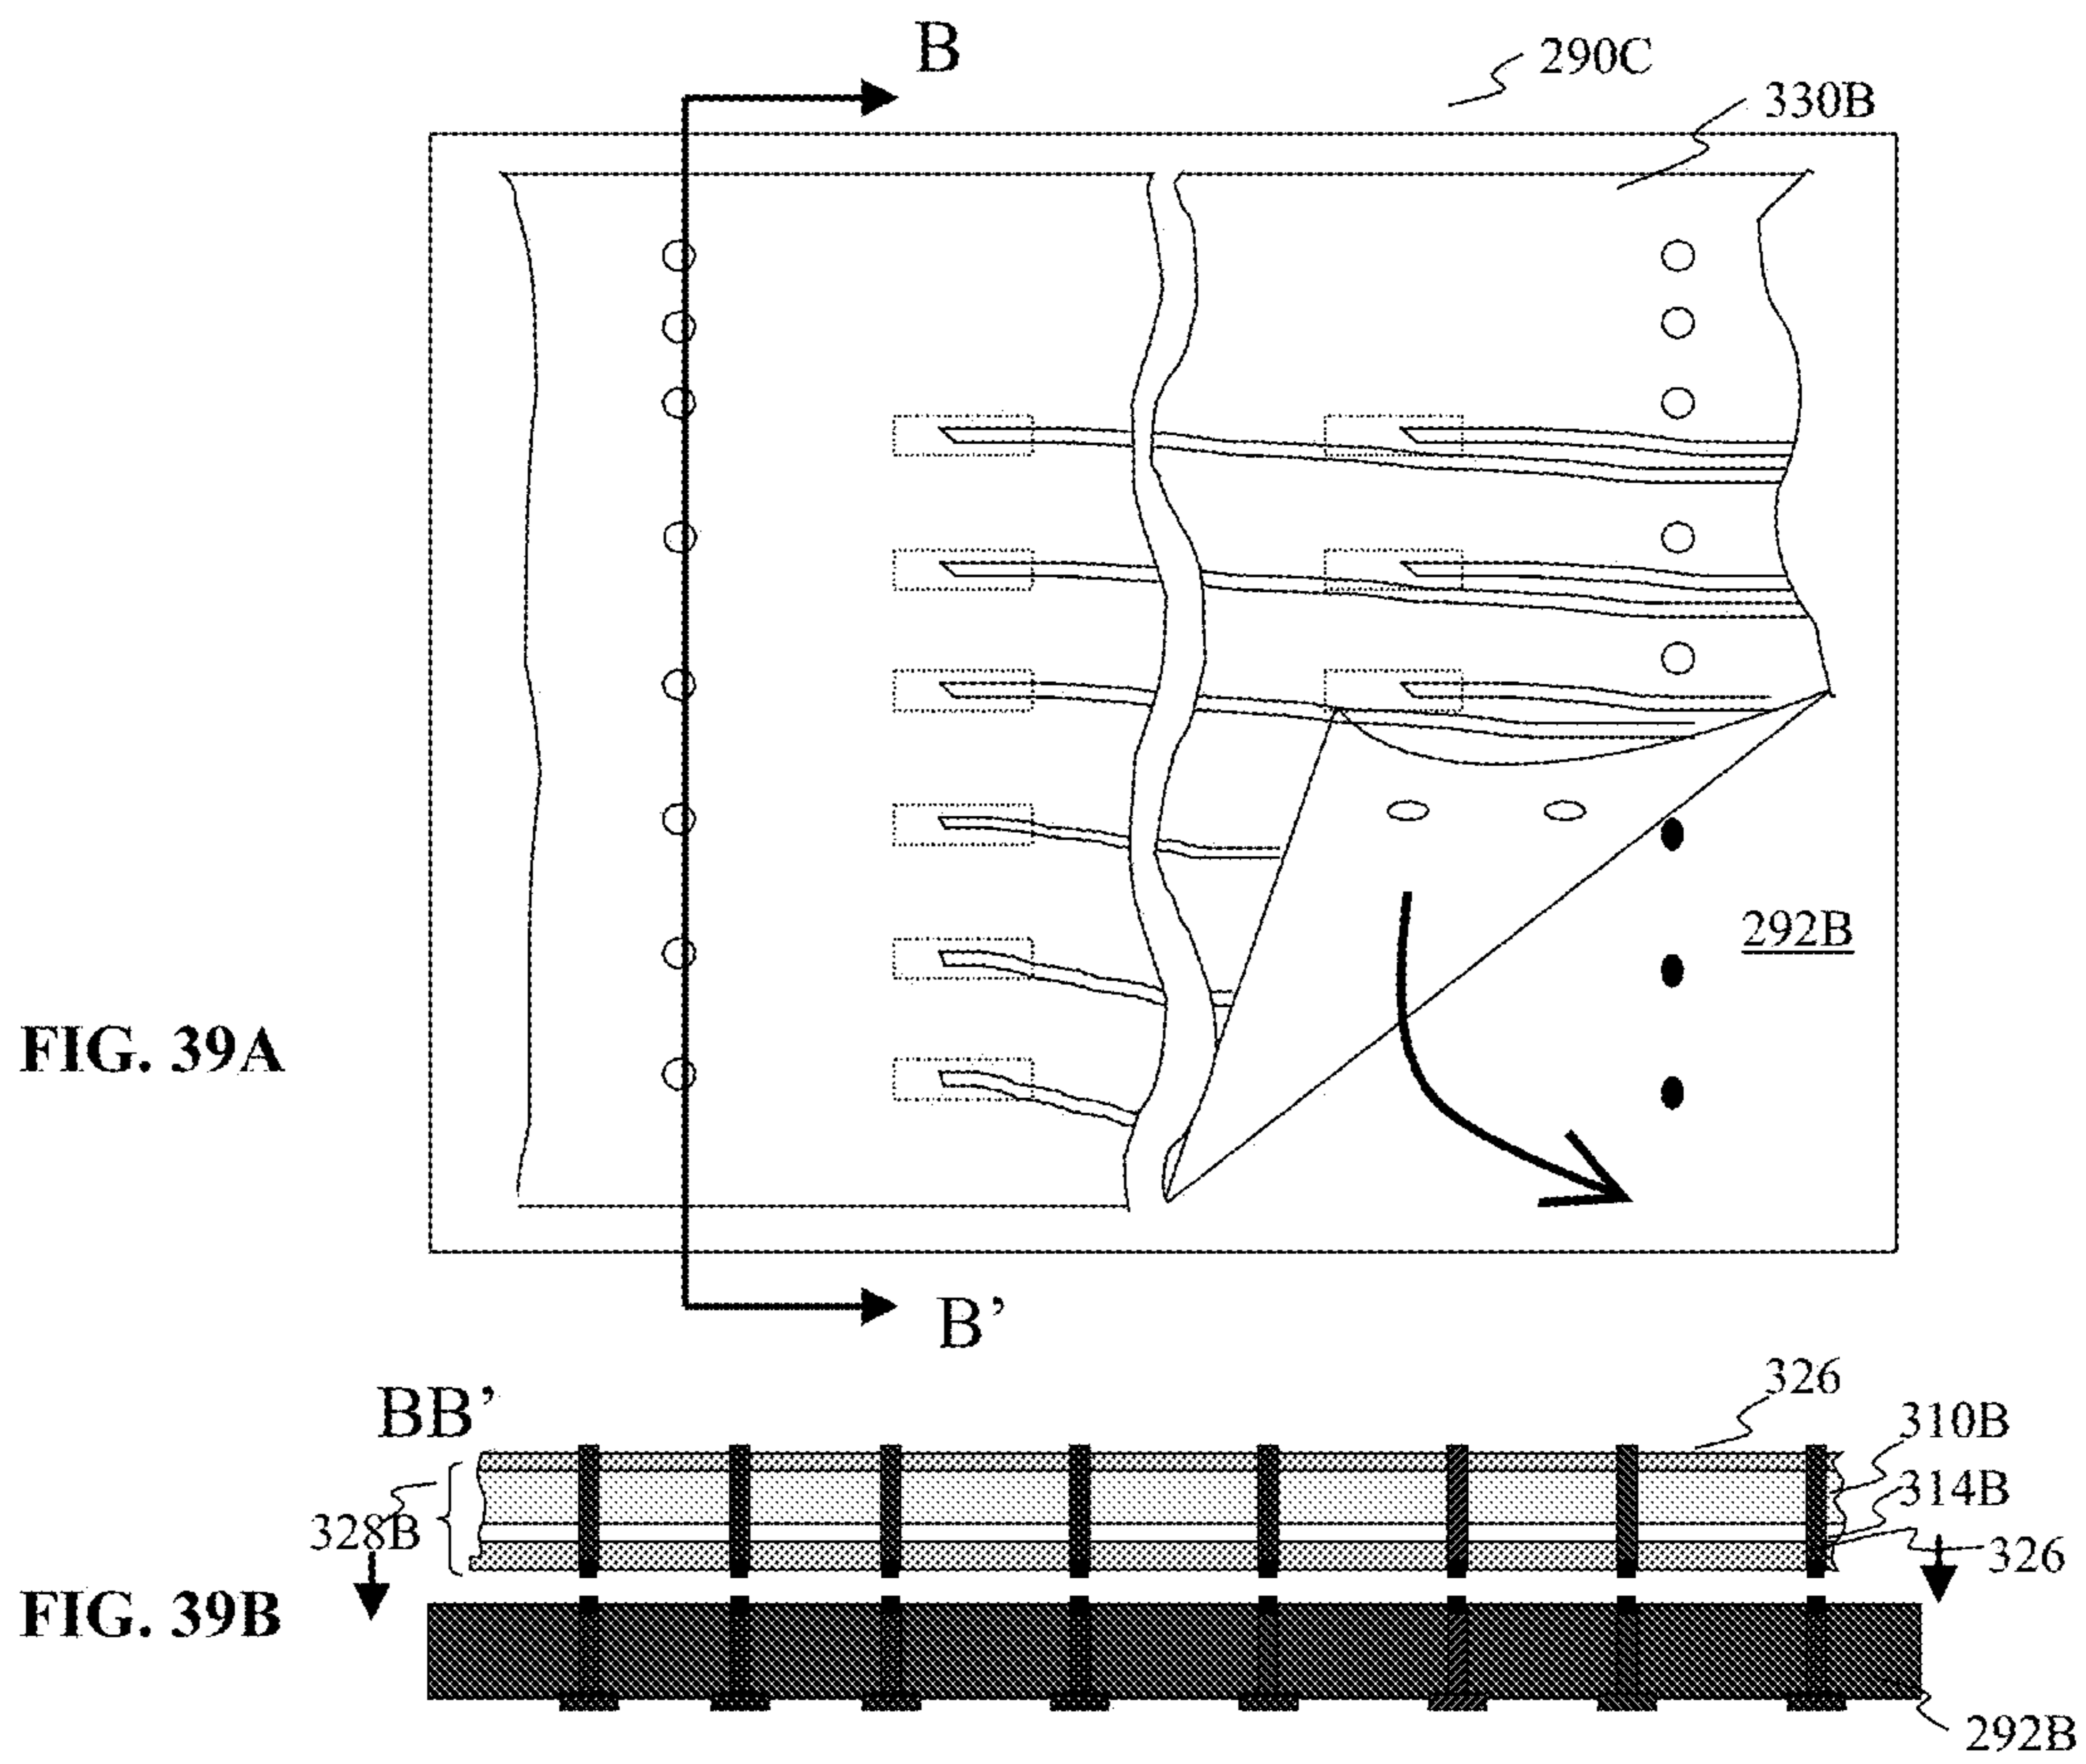 B
290C
330B
292B
FIG. 39A
B’
326
BB’
310B
314B
328B
326
FIG. 39B
292B